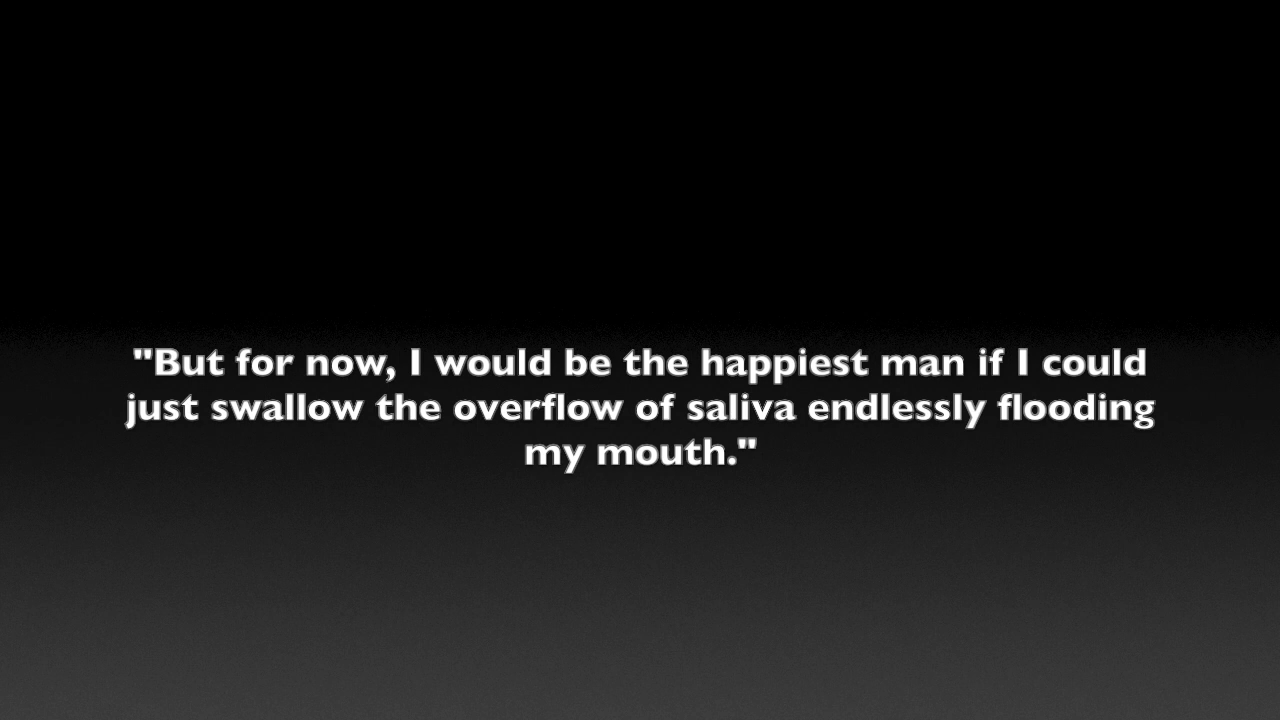 "But for now, I would be the happiest man if I could
just swallow the overflow of saliva endlessly flooding
my mouth."